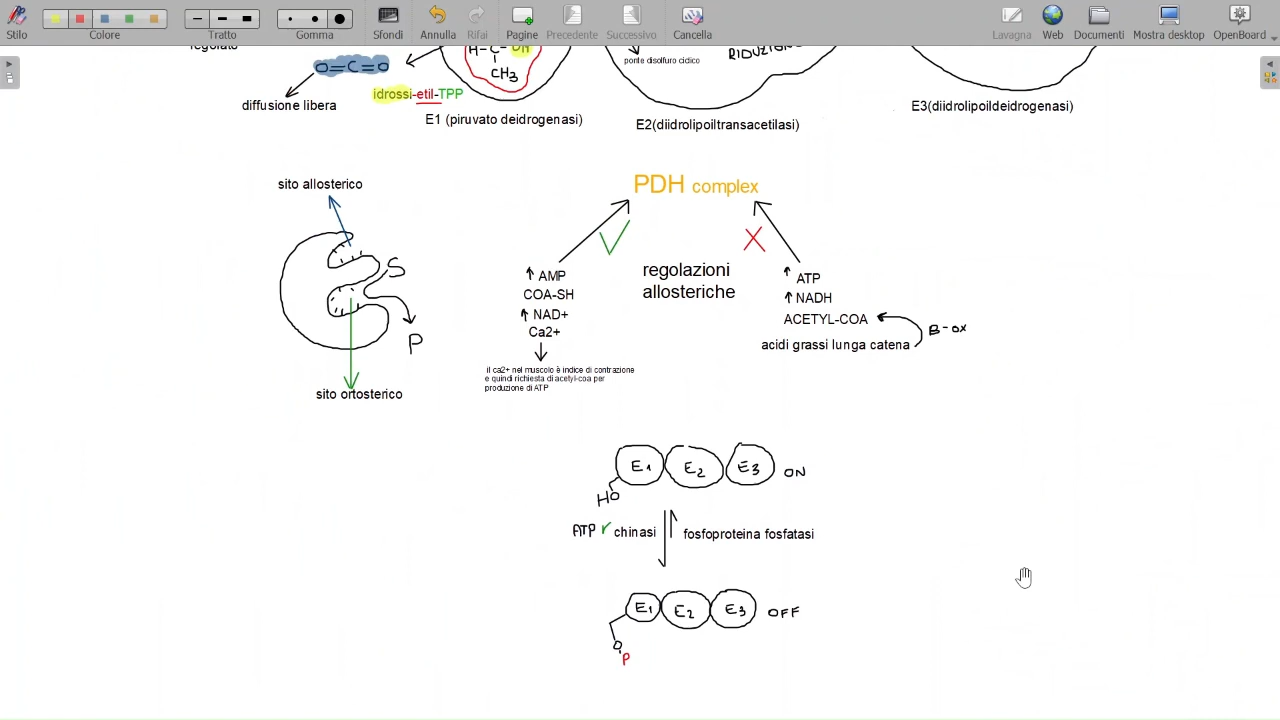 Stilo
Colore
Tratto
Gomma
Sfondi
Annulla
Rifai
Pagine
Precedente
Successivo
Cancella
Lavagna
Web
Documenti
Mostra desktop
OpenBoard
regolato
O=C=O
H-C-OH
CH3
ponte disolfuro ciclico
RIDUZION
diffusione libera
idrossi-etil-TPP
E1 (piruvato deidrogenasi)
E2(diidrolipoiltransacetilasi)
E3(diidrolipoildeidrogenasi)
sito allosterico
S
P
sito ortosterico
PDH complex
regolazioni
allosteriche
AMP
COA-SH
NAD+
Ca2+
il ca2+ nel muscolo è indice di contrazione
e quindi richiesta di acetyl-coa per
produzione di ATP
X
ATP
NADH
ACETYL-COA
acidi grassi lunga catena
B-OX
E1 E2 E3 ON
HO
ATP chinasi
fosfoproteina fosfatasi
E1 E2 E3 OFF
O
P